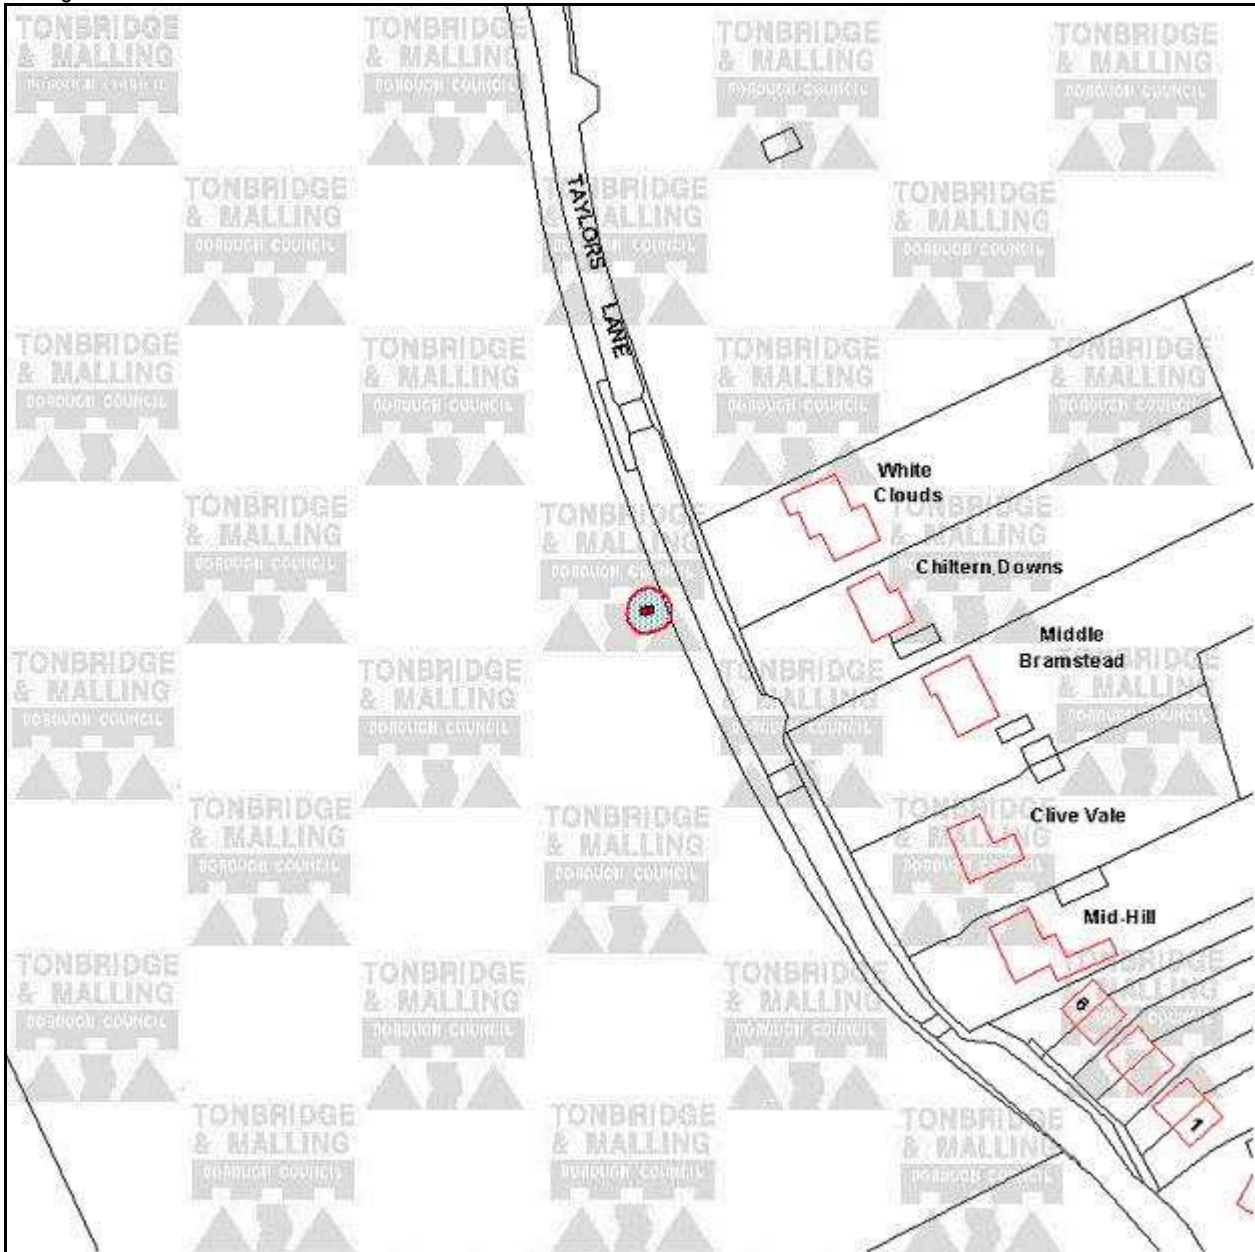 TAYLORS LANE
White
Clouds
Chiltern Downs
Middle
Bramstead
Clive Vale
Mid-Hill
6
1
TONBRIDGE
& MALLING
BOROUGH COUNCIL